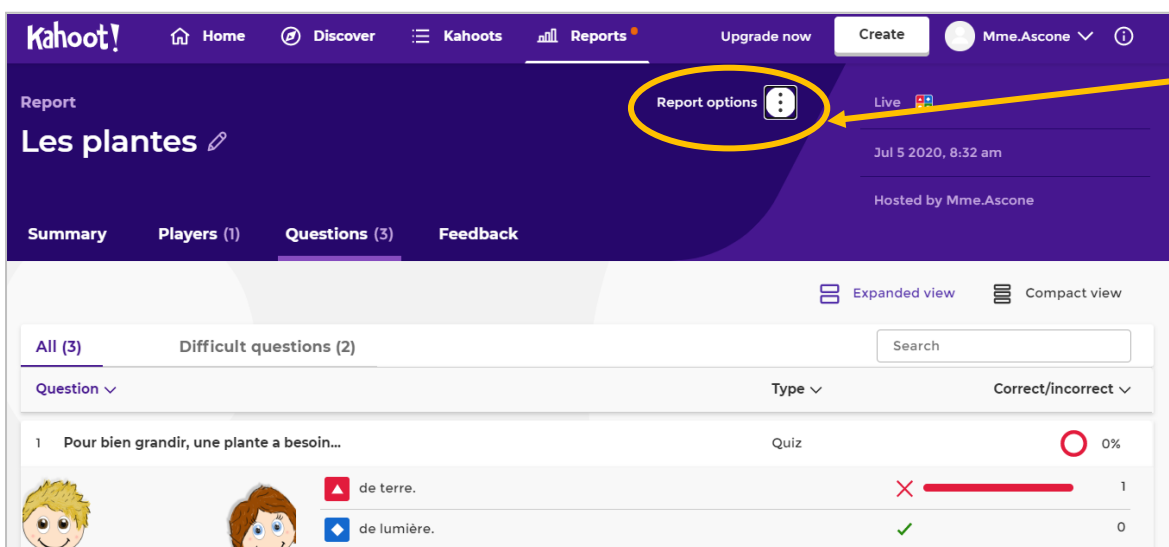 Kahoot! Home Discover Kahoots Reports Upgrade now Create Mme.Ascone
Report
Report options
Live
Les plantes
Jul 5 2020, 8:32 am
Hosted by Mme.Ascone
Summary Players (1) Questions (3) Feedback
Expanded view Compact view
All (3) Difficult questions (2) Search
Question Type Correct/incorrect
1 Pour bien grandir, une plante a besoin... Quiz 0%
de terre. 1
de lumière. 0